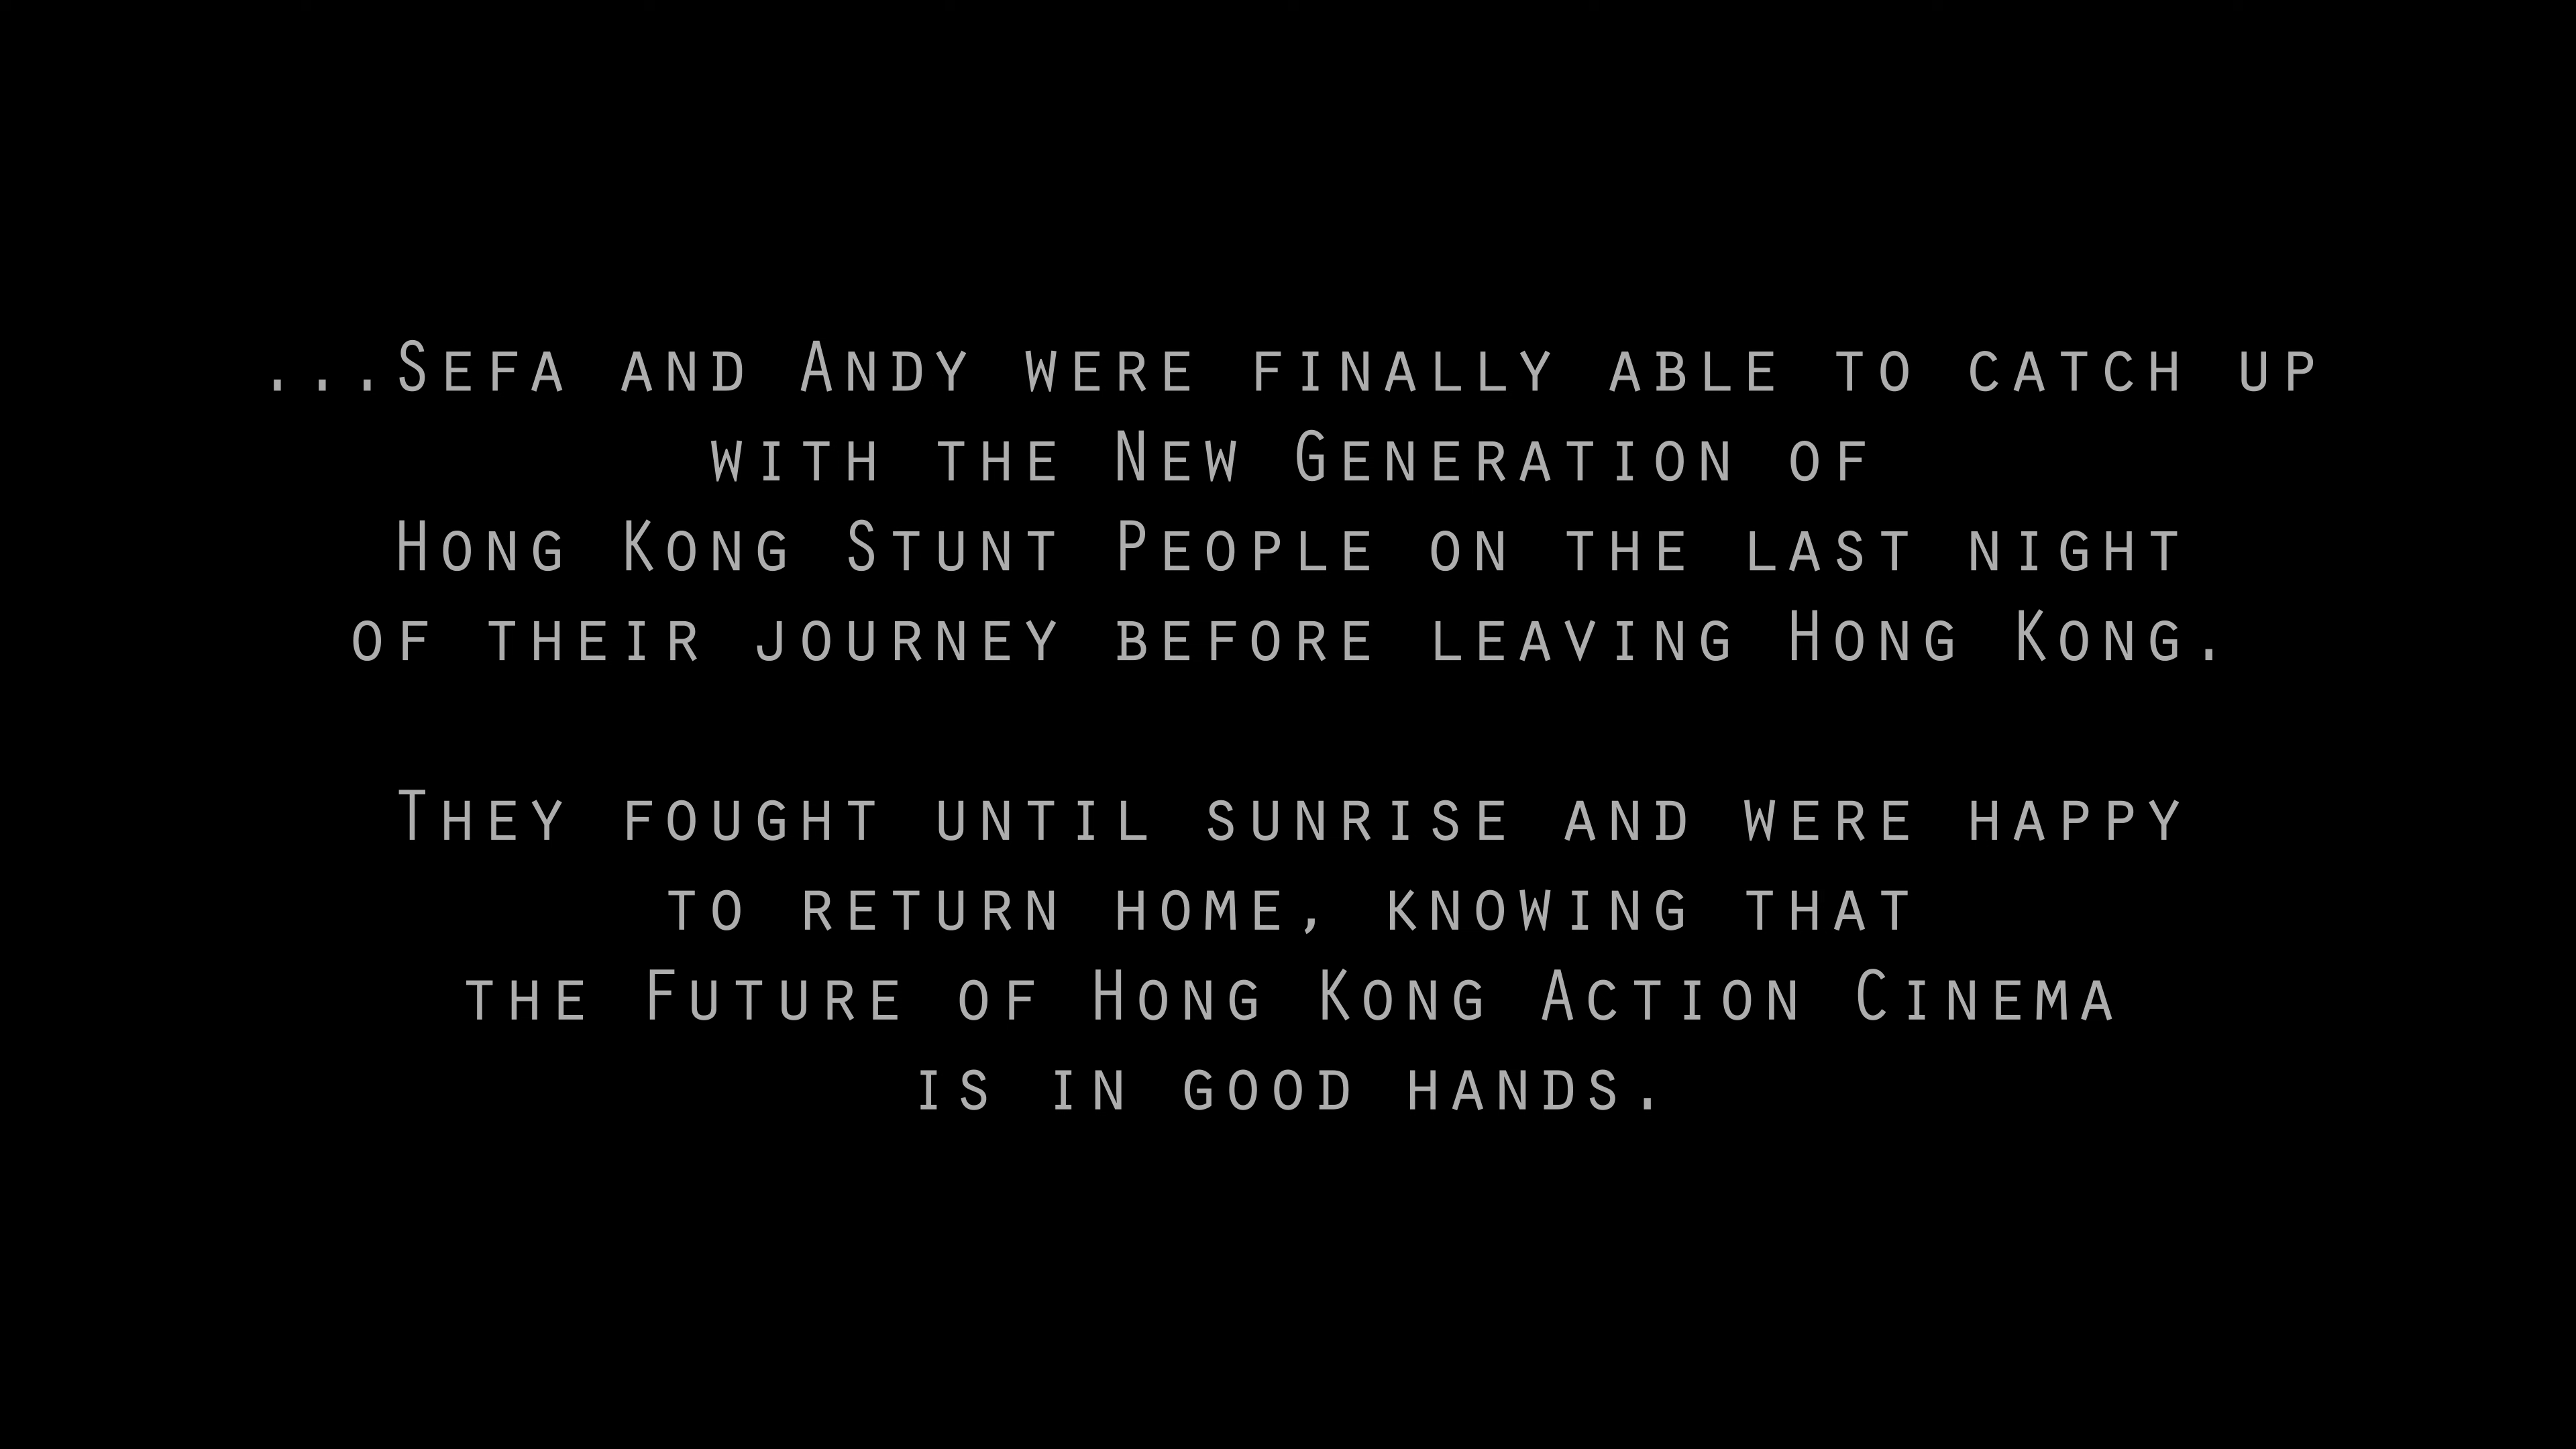 ...Sefa and Andy were finally able to catch up
with the New Generation of
Hong Kong Stunt People on the last night
of their journey before leaving Hong Kong.
They fought until sunrise and were happy
to return home, knowing that
the Future of Hong Kong Action Cinema
is in good hands.